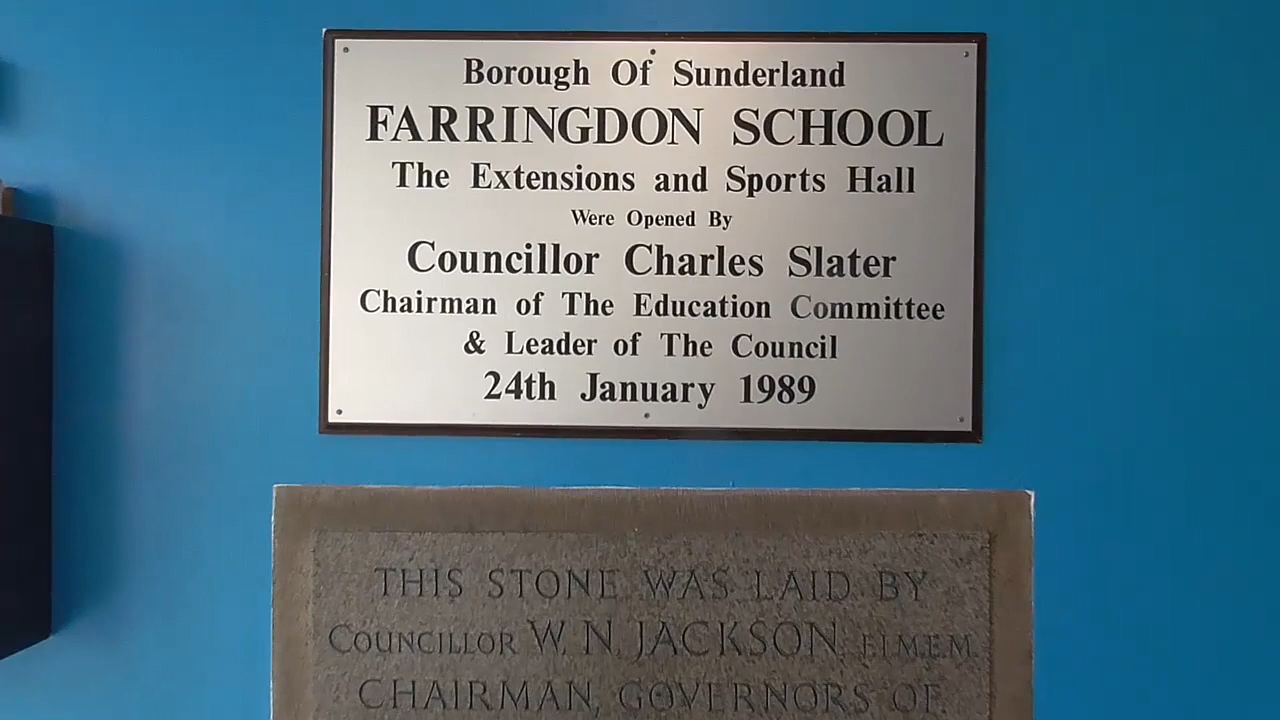 Borough Of Sunderland
FARRINGDON SCHOOL
The Extensions and Sports Hall
Were Opened By
Councillor Charles Slater
Chairman of The Education Committee
& Leader of The Council
24th January 1989
THIS STONE WAS LAID BY
COUNCILLOR W. N. JACKSON, F.I.M.E.M.
CHAIRMAN, GOVERNORS OF